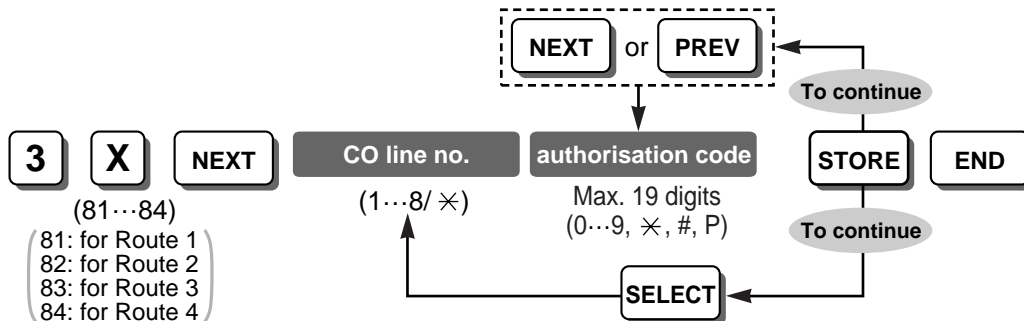 NEXT or PREV
To continue
3 X NEXT CO line no. authorisation code STORE END
(81···84) (1···8/ ✳) Max. 19 digits
(0···9, ✳, #, P)
81: for Route 1
82: for Route 2
83: for Route 3
84: for Route 4
To continue
SELECT